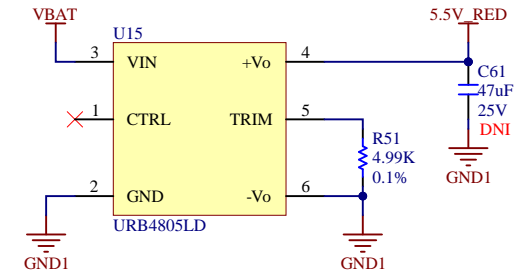 VBAT
5.5V_RED
U15
3 VIN +Vo 4
C61
47uF
25V
DNI
1 CTRL TRIM 5
R51
4.99K
0.1%
GND1
2 GND -Vo 6
URB4805LD
GND1
GND1